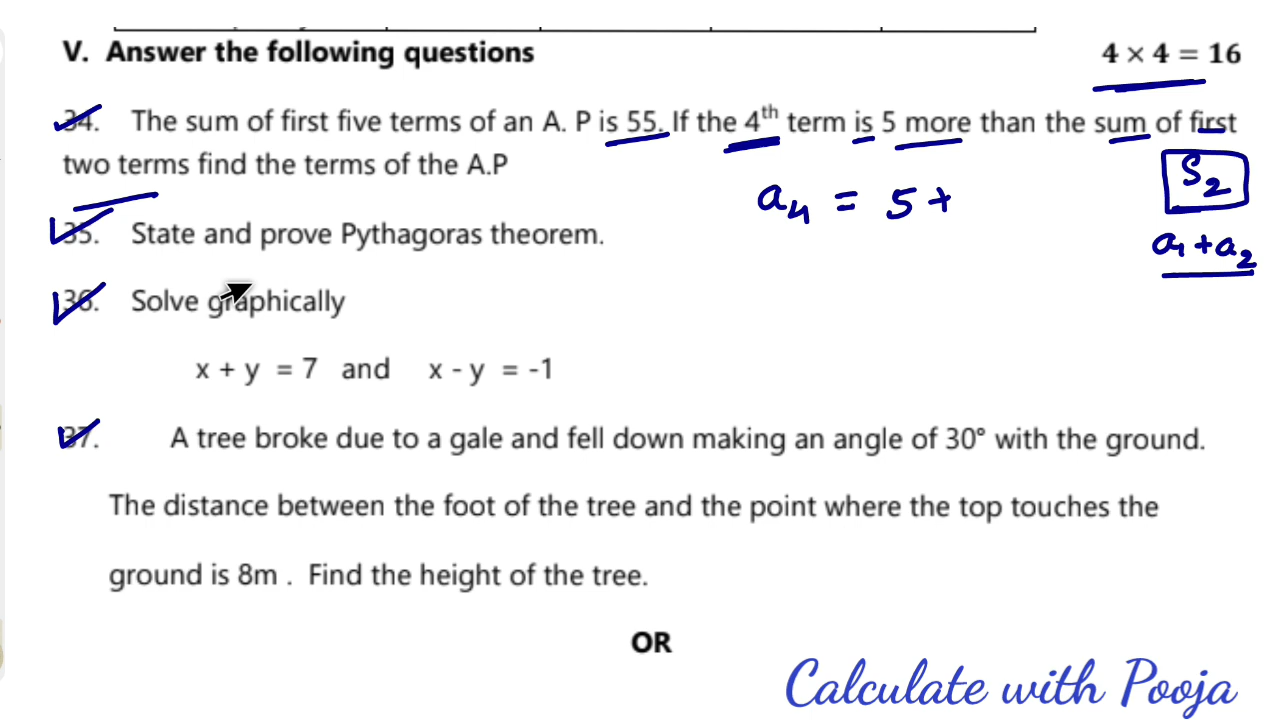 V. Answer the following questions 4 × 4 = 16
34. The sum of first five terms of an A. P is 55. If the 4th term is 5 more than the sum of first
two terms find the terms of the A.P
S2
a4 = 5 +
35. State and prove Pythagoras theorem.
a1 + a2
36. Solve graphically
x + y = 7 and x - y = -1
37. A tree broke due to a gale and fell down making an angle of 30° with the ground.
The distance between the foot of the tree and the point where the top touches the
ground is 8m . Find the height of the tree.
OR
Calculate with Pooja